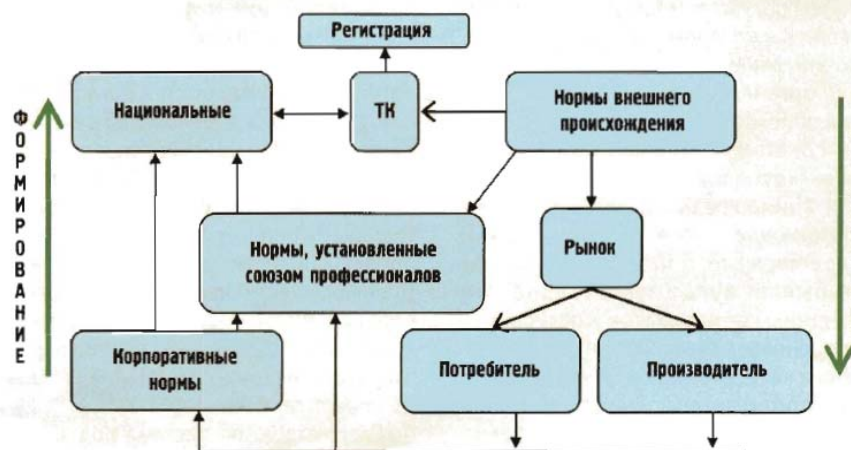 Регистрация
Национальные
ТК
Нормы внешнего
происхождения
ФОРМИРОВАНИЕ
Нормы, установленные
союзом профессионалов
Рынок
Корпоративные
нормы
Потребитель
Производитель